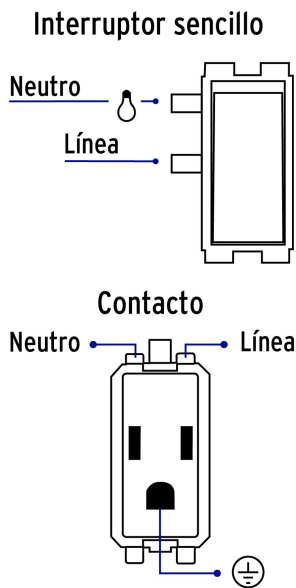 Interruptor sencillo
Neutro
Línea
Contacto
Neutro
Línea